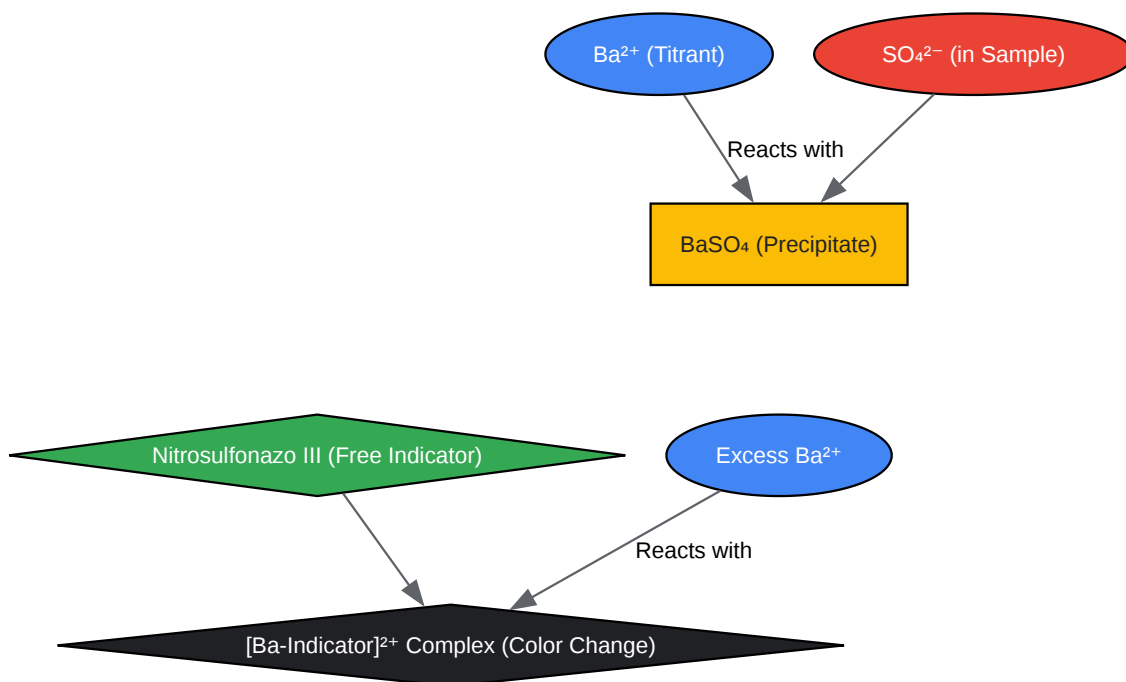 Ba²⁺ (Titrant)
SO₄²⁻ (in Sample)
Reacts with
BaSO₄ (Precipitate)
Nitrosulfonazo III (Free Indicator)
Excess Ba²⁺
Reacts with
[Ba-Indicator]²⁺ Complex (Color Change)